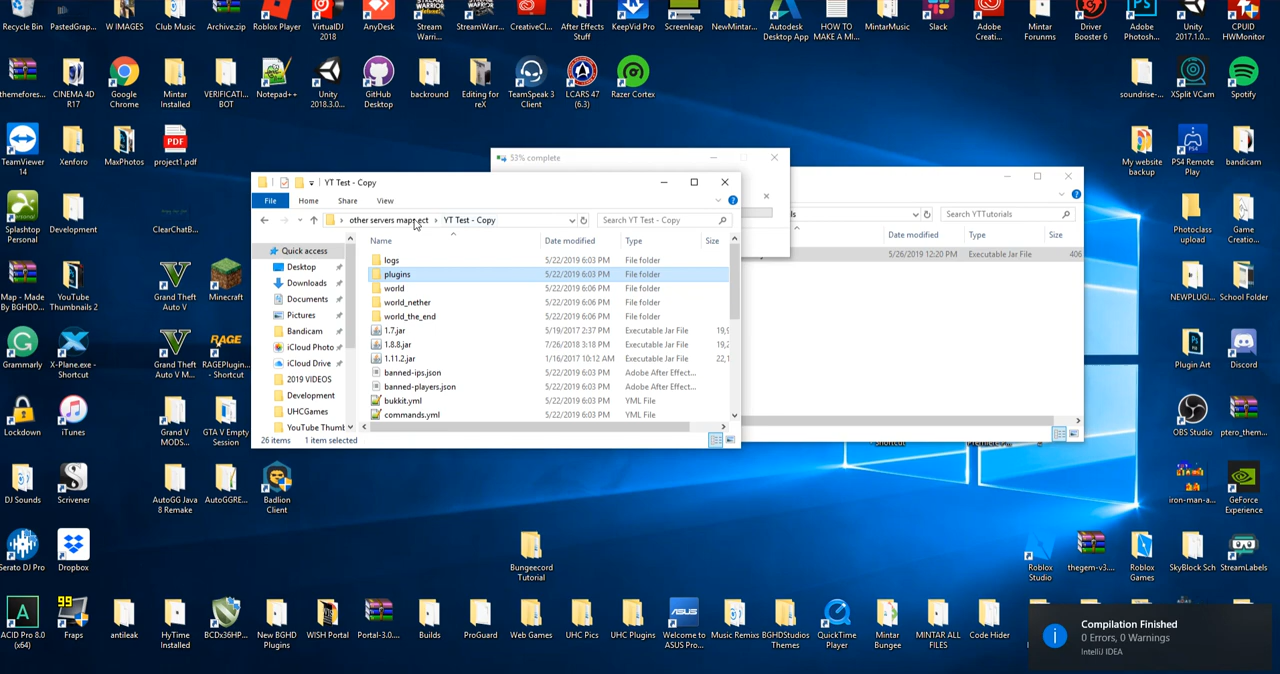 Recycle Bin
PastedGrap...
W IMAGES
Club Music
Archive.zip
Roblox Player
VirtualDJ
2018
AnyDesk
Stream
Warri...
StreamWarr...
CreativeCl...
After Effects
Stuff
KeepVid Pro
Screenleap
NewMintar...
Autodesk
Desktop App
HOW TO
MAKE A MI...
MintarMusic
Slack
Adobe
Creati...
Mintar
Forunms
Driver
Booster 6
Adobe
Photosh...
Unity
2017.1.0...
CPUID
HWMonitor
themefores...
CINEMA 4D
R17
Google
Chrome
Mintar
Installed
VERIFICATI...
BOT
Notepad++
Unity
2018.3.0...
GitHub
Desktop
backround
Editing for
reX
TeamSpeak 3
Client
LCARS 47
(6.3)
Razer Cortex
soundrise-...
XSplit VCam
Spotify
TeamViewer
14
Xenforo
MaxPhotos
PDF
project1.pdf
My website
backup
PS4 Remote
Play
bandicam
Splashtop
Personal
Development
ClearChatB...
Photoclass
upload
Game
Creatio...
Map - Made
By BGHDD...
YouTube
Thumbnails 2
Grand Theft
Auto V
Minecraft
NEWPLUGI...
School Folder
Grammarly
X-Plane.exe -
Shortcut
Grand Theft
Auto V M...
RAGE
RAGEPlugin...
- Shortcut
Plugin Art
Discord
Lockdown
iTunes
Grand V
MODS...
GTA V Empty
Session
OBS Studio
ptero_them...
DJ Sounds
Scrivener
AutoGG Java
8 Remake
AutoGGRE...
Badlion
Client
iron-man-a...
GeForce
Experience
Serato DJ Pro
Dropbox
Bungeecord
Tutorial
Roblox
Studio
thegem-v3....
Roblox
Games
SkyBlock Sch
StreamLabels
ACID Pro 8.0
(x64)
99
Fraps
antileak
HyTime
Installed
BCDx36HP...
New BGHD
Plugins
WISH Portal
Portal-3.0....
Builds
ProGuard
Web Games
UHC Pics
UHC Plugins
ASUS
Welcome to
ASUS Pro...
Music Remixs
BGHDStudios
Themes
QuickTime
Player
Mintar
Bungee
MINTAR ALL
FILES
Code Hider
53% complete
YT Test - Copy
File
Home
Share
View
other servers mapp ect
YT Test - Copy
Search YT Test - Copy
Quick access
Desktop
Downloads
Documents
Pictures
Bandicam
iCloud Photo
iCloud Drive
2019 VIDEOS
Development
UHCGames
YouTube Thumb
Name Date modified Type Size
logs 5/22/2019 6:03 PM File folder
plugins 5/22/2019 6:03 PM File folder
world 5/22/2019 6:06 PM File folder
world_nether 5/22/2019 6:06 PM File folder
world_the_end 5/22/2019 6:06 PM File folder
1.7.jar 5/19/2017 2:37 PM Executable Jar File 19,9
1.8.8.jar 7/26/2018 3:18 PM Executable Jar File 19,2
1.11.2.jar 1/16/2017 10:12 AM Executable Jar File 22,1
banned-ips.json 5/22/2019 6:03 PM Adobe After Effect...
banned-players.json 5/22/2019 6:03 PM Adobe After Effect...
bukkit.yml 5/22/2019 6:03 PM YML File
commands.yml 5/22/2019 6:03 PM YML File
26 items 1 item selected
Search YTTutorials
Date modified Type Size
5/26/2019 12:20 PM Executable Jar File 406
Compilation Finished
0 Errors, 0 Warnings
IntelliJ IDEA